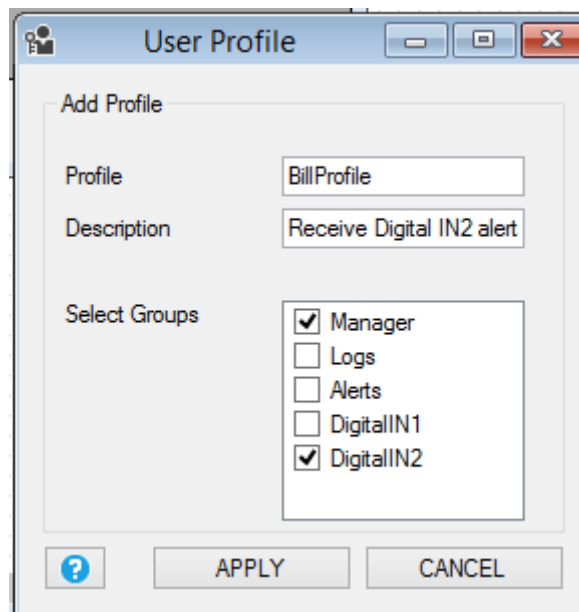 User Profile
Add Profile
Profile
BillProfile
Description
Receive Digital IN2 alert
Select Groups
Manager
Logs
Alerts
DigitalIN1
DigitalIN2
?
APPLY
CANCEL